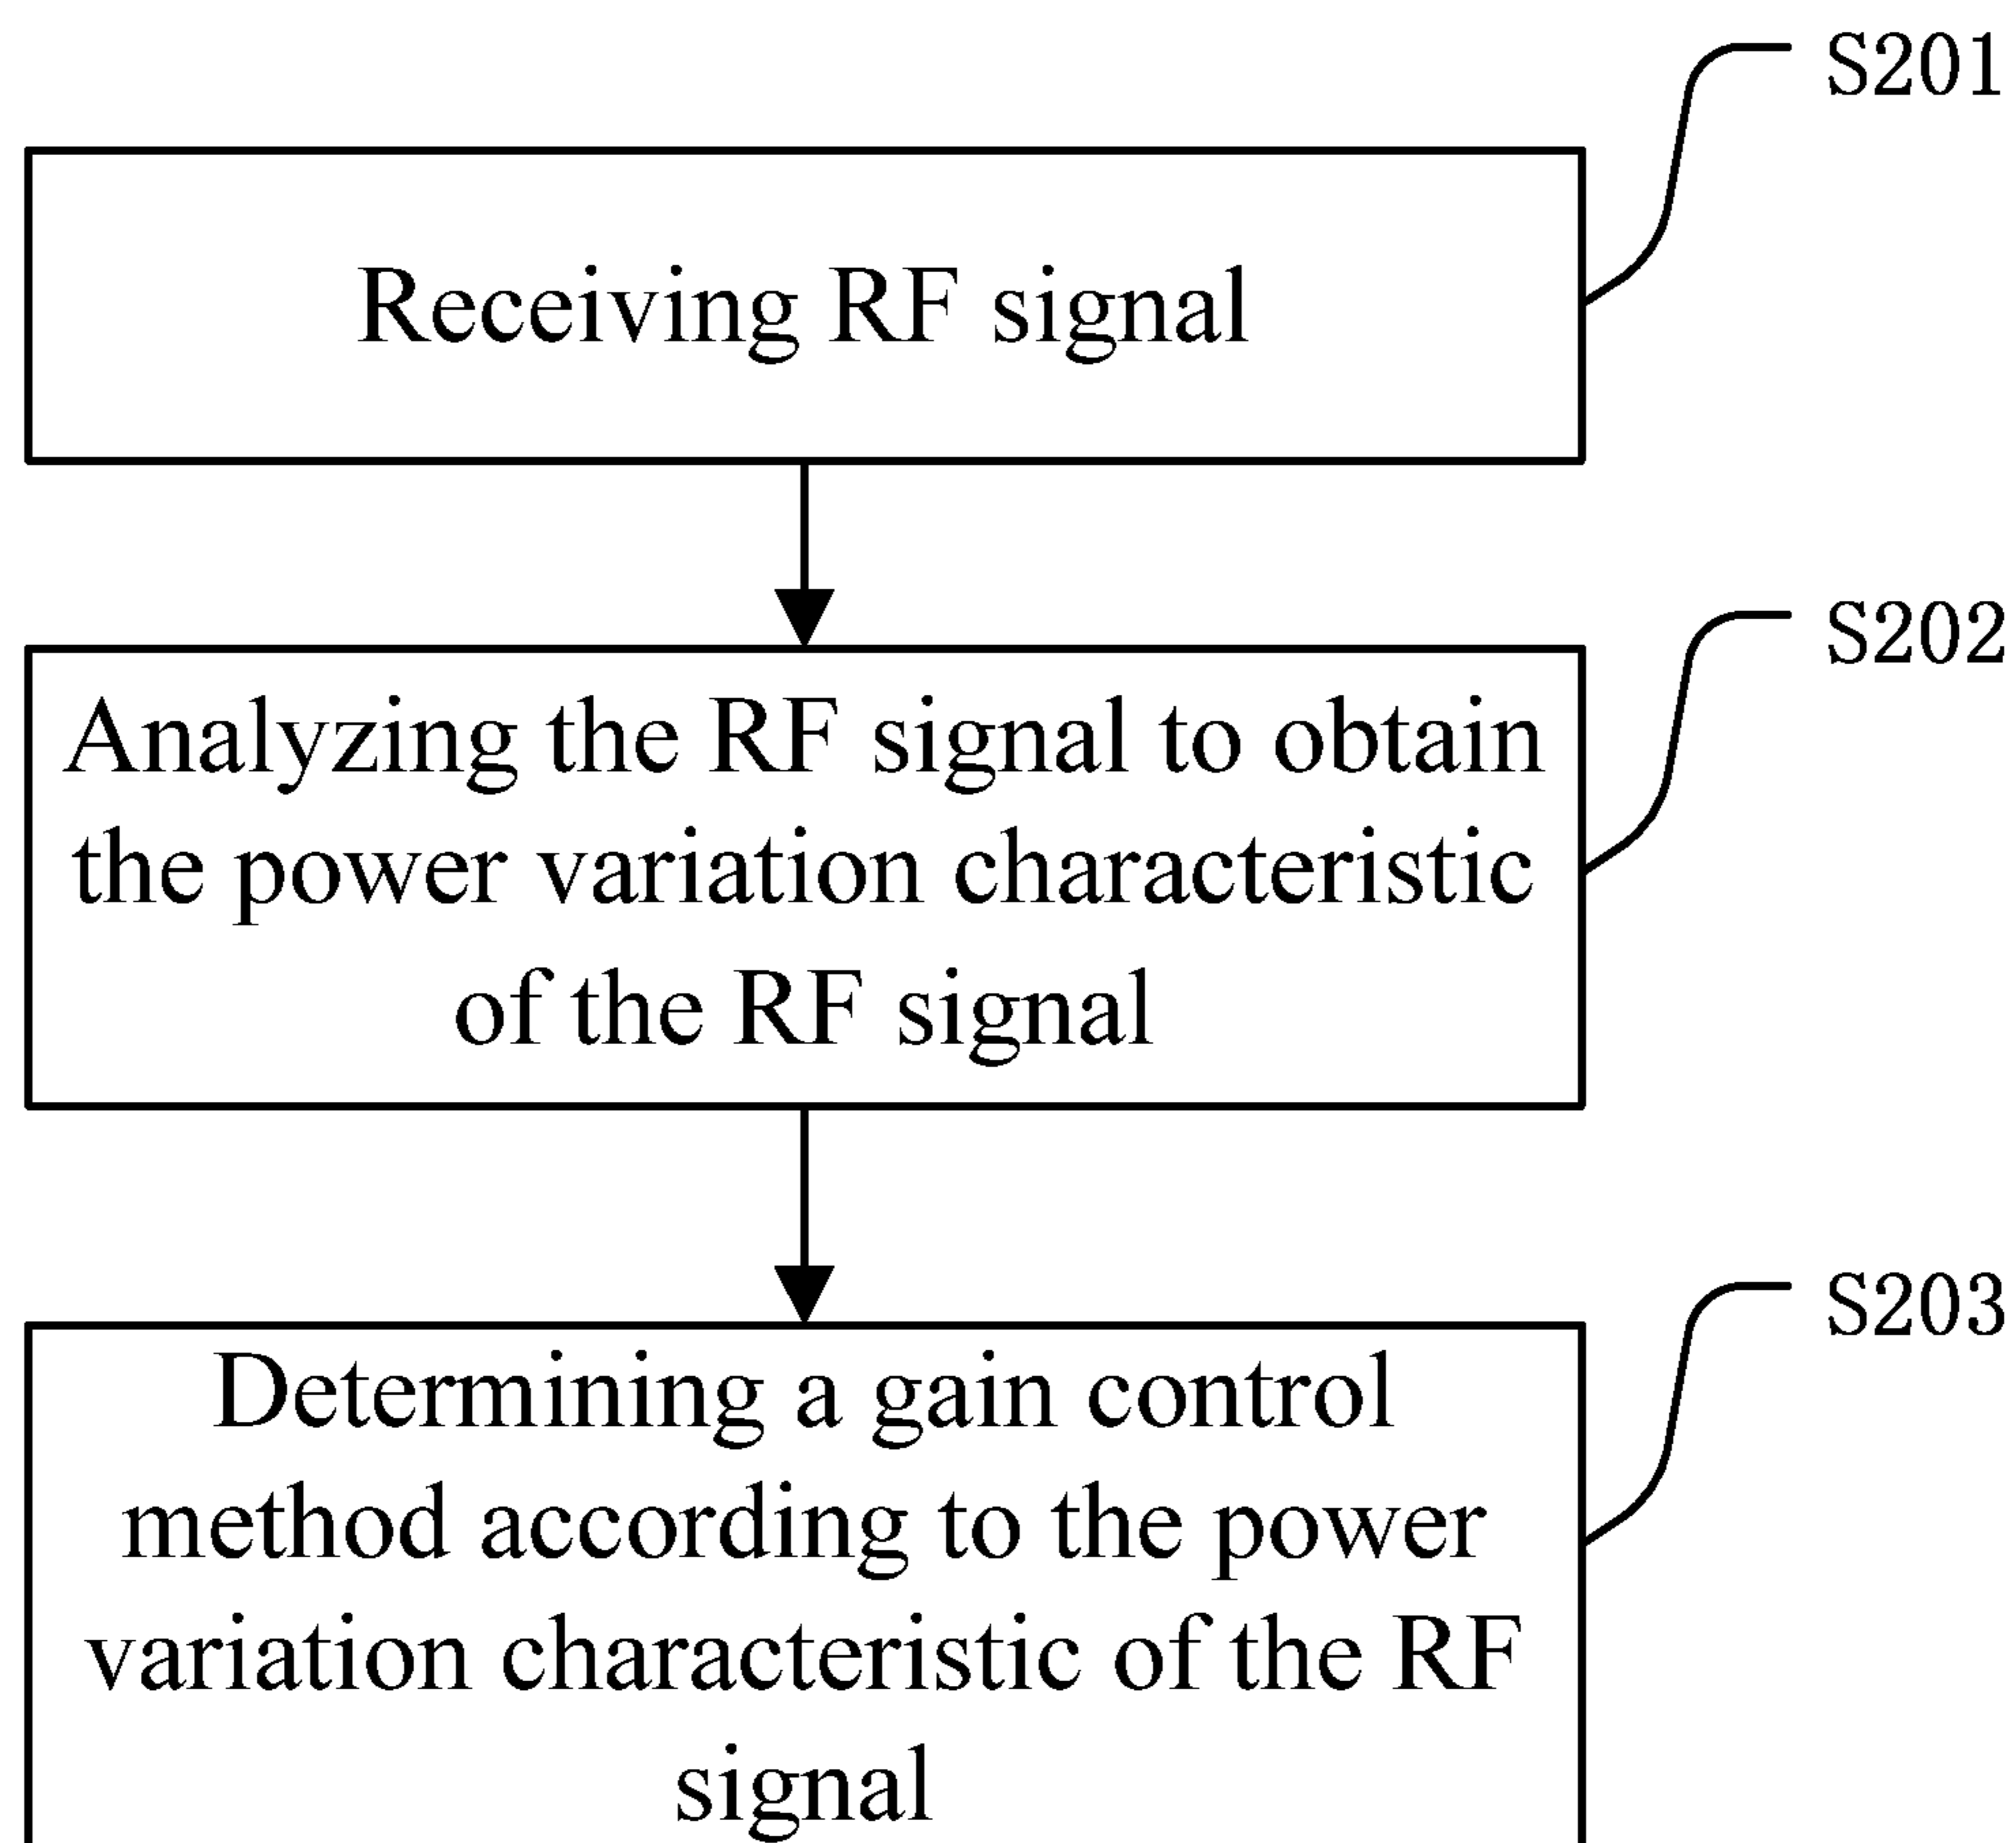 S201
Receiving RF signal
S202
Analyzing the RF signal to obtain
the power variation characteristic
of the RF signal
S203
Determining a gain control
method according to the power
variation characteristic of the RF
signal